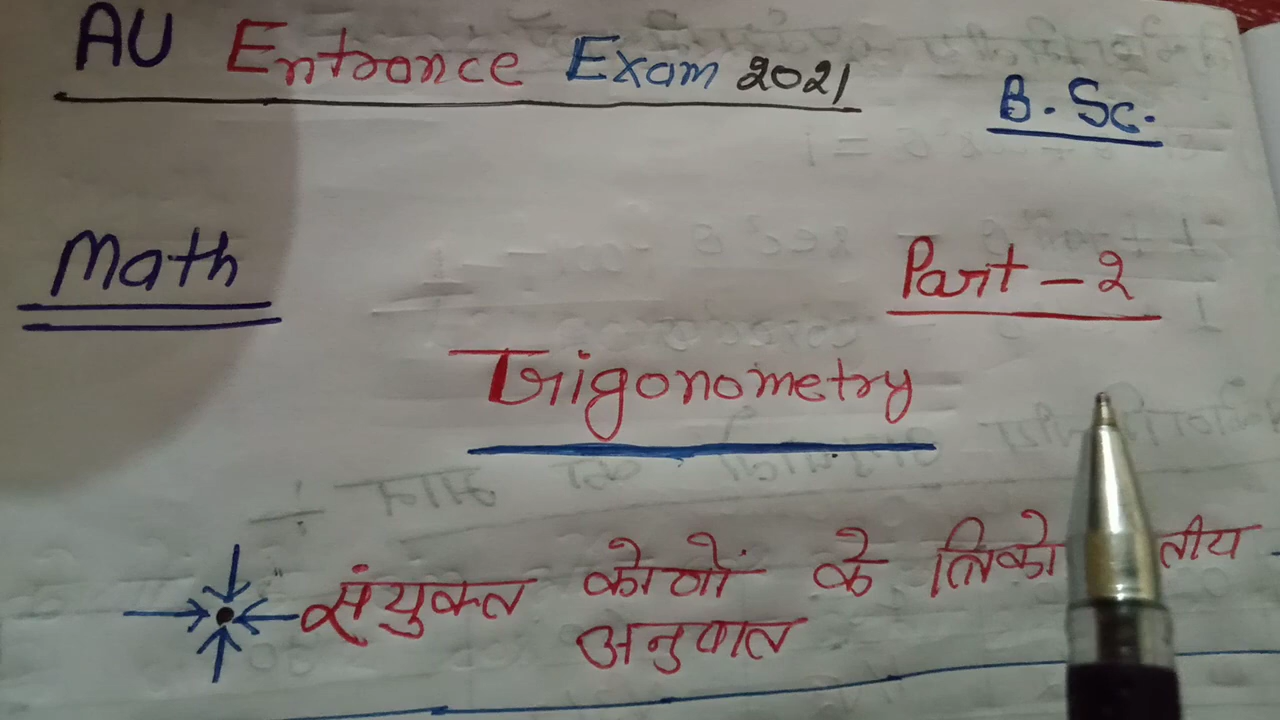 AU Entrance Exam 2021
B. Sc.
Math
Part - 2
Trigonometry
संयुक्त कोणों के
अनुपात